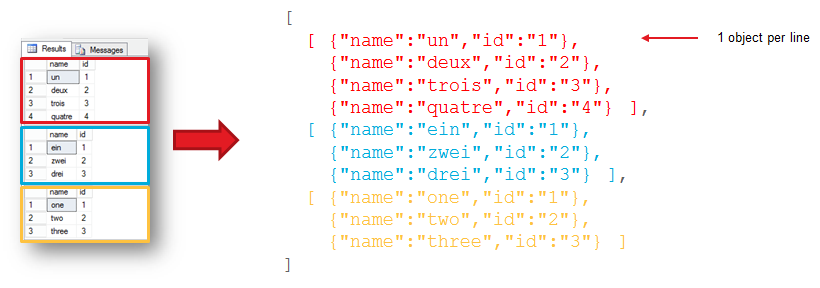 Results Messages
name id
1 un 1
2 deux 2
3 trois 3
4 quatre 4
name id
1 ein 1
2 zwei 2
3 drei 3
name id
1 one 1
2 two 2
3 three 3
[
[ {"name":"un","id":"1"},
{"name":"deux","id":"2"},
{"name":"trois","id":"3"},
{"name":"quatre","id":"4"} ],
[ {"name":"ein","id":"1"},
{"name":"zwei","id":"2"},
{"name":"drei","id":"3"} ],
[ {"name":"one","id":"1"},
{"name":"two","id":"2"},
{"name":"three","id":"3"} ]
]
1 object per line